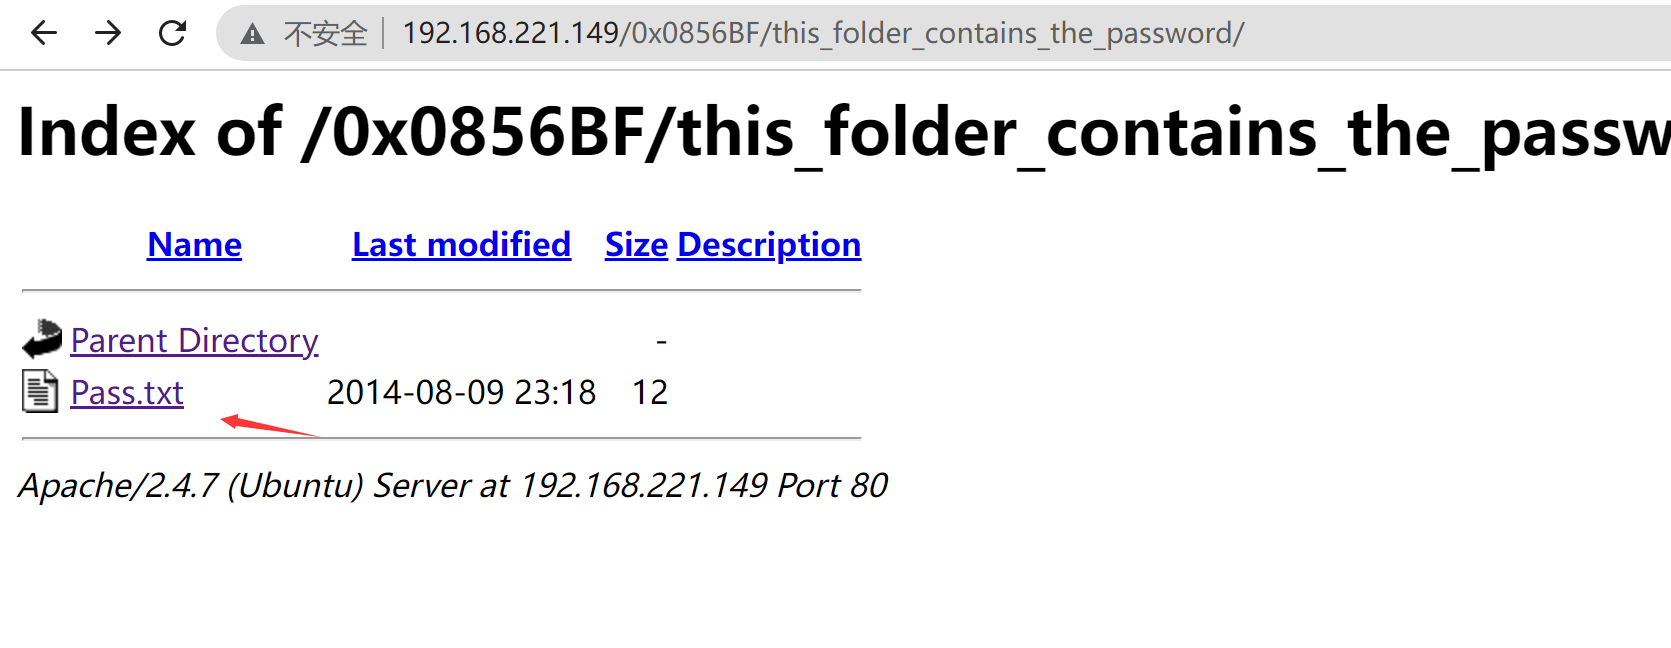 不安全 192.168.221.149/0x0856BF/this_folder_contains_the_password/
Index of /0x0856BF/this_folder_contains_the_passw
Name Last modified Size Description
Parent Directory -
Pass.txt 2014-08-09 23:18 12
Apache/2.4.7 (Ubuntu) Server at 192.168.221.149 Port 80